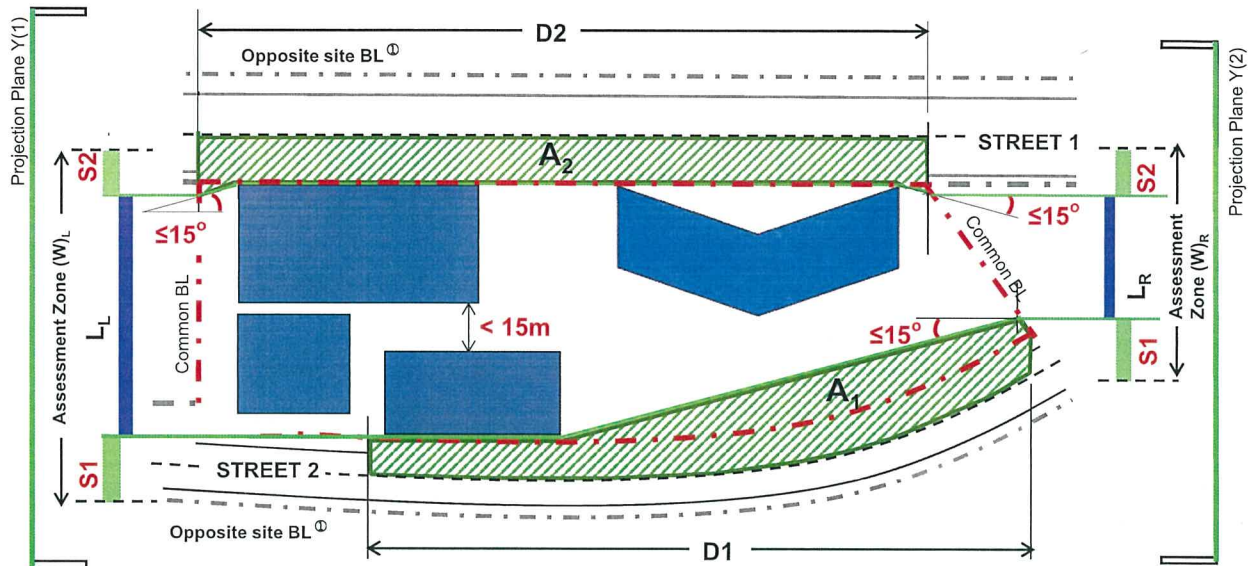 Projection Plane Y(1)
D2
Opposite site BL①
STREET 1
A2
S2
S2
≤15°
≤15°
Common BL
Common BL
Assessment Zone (W)L
LL
< 15m
≤15°
LR
Assessment
Zone (W)R
Projection Plane Y(2)
S1
A1
S1
STREET 2
Opposite site BL①
D1